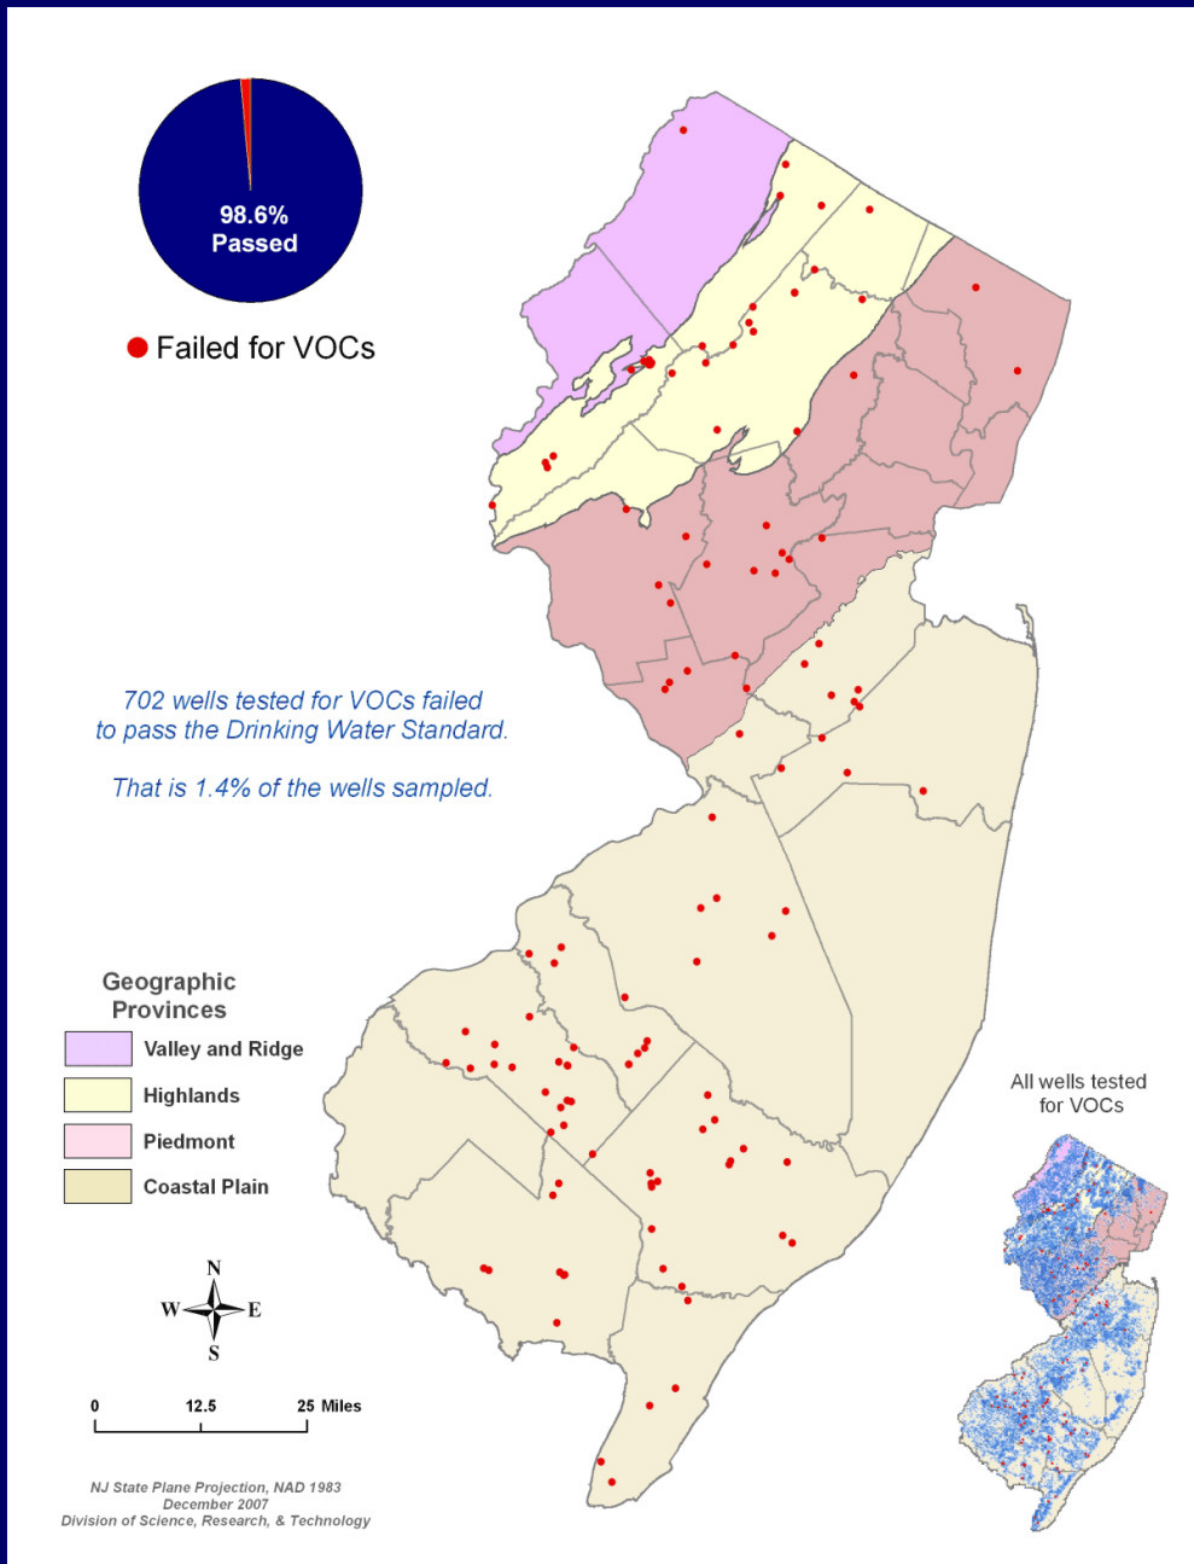 98.6%
Passed
Failed for VOCs
702 wells tested for VOCs failed
to pass the Drinking Water Standard.
That is 1.4% of the wells sampled.
Geographic
Provinces
Valley and Ridge
Highlands
Piedmont
Coastal Plain
N
W E
S
0 12.5 25 Miles
NJ State Plane Projection, NAD 1983
December 2007
Division of Science, Research, & Technology
All wells tested
for VOCs